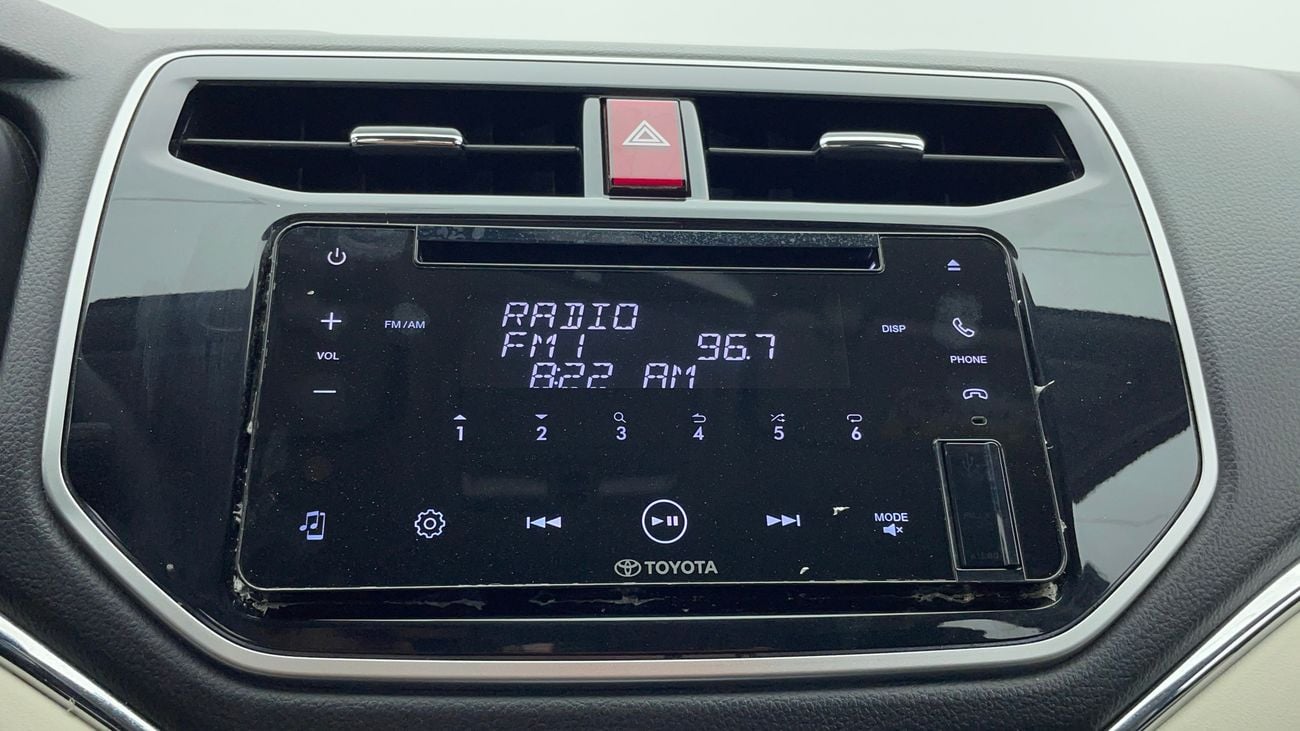 RADIO
FM/AM
DISP
FM1 96.7
VOL
PHONE
8:22 AM
1 2 3 4 5 6
MODE
TOYOTA